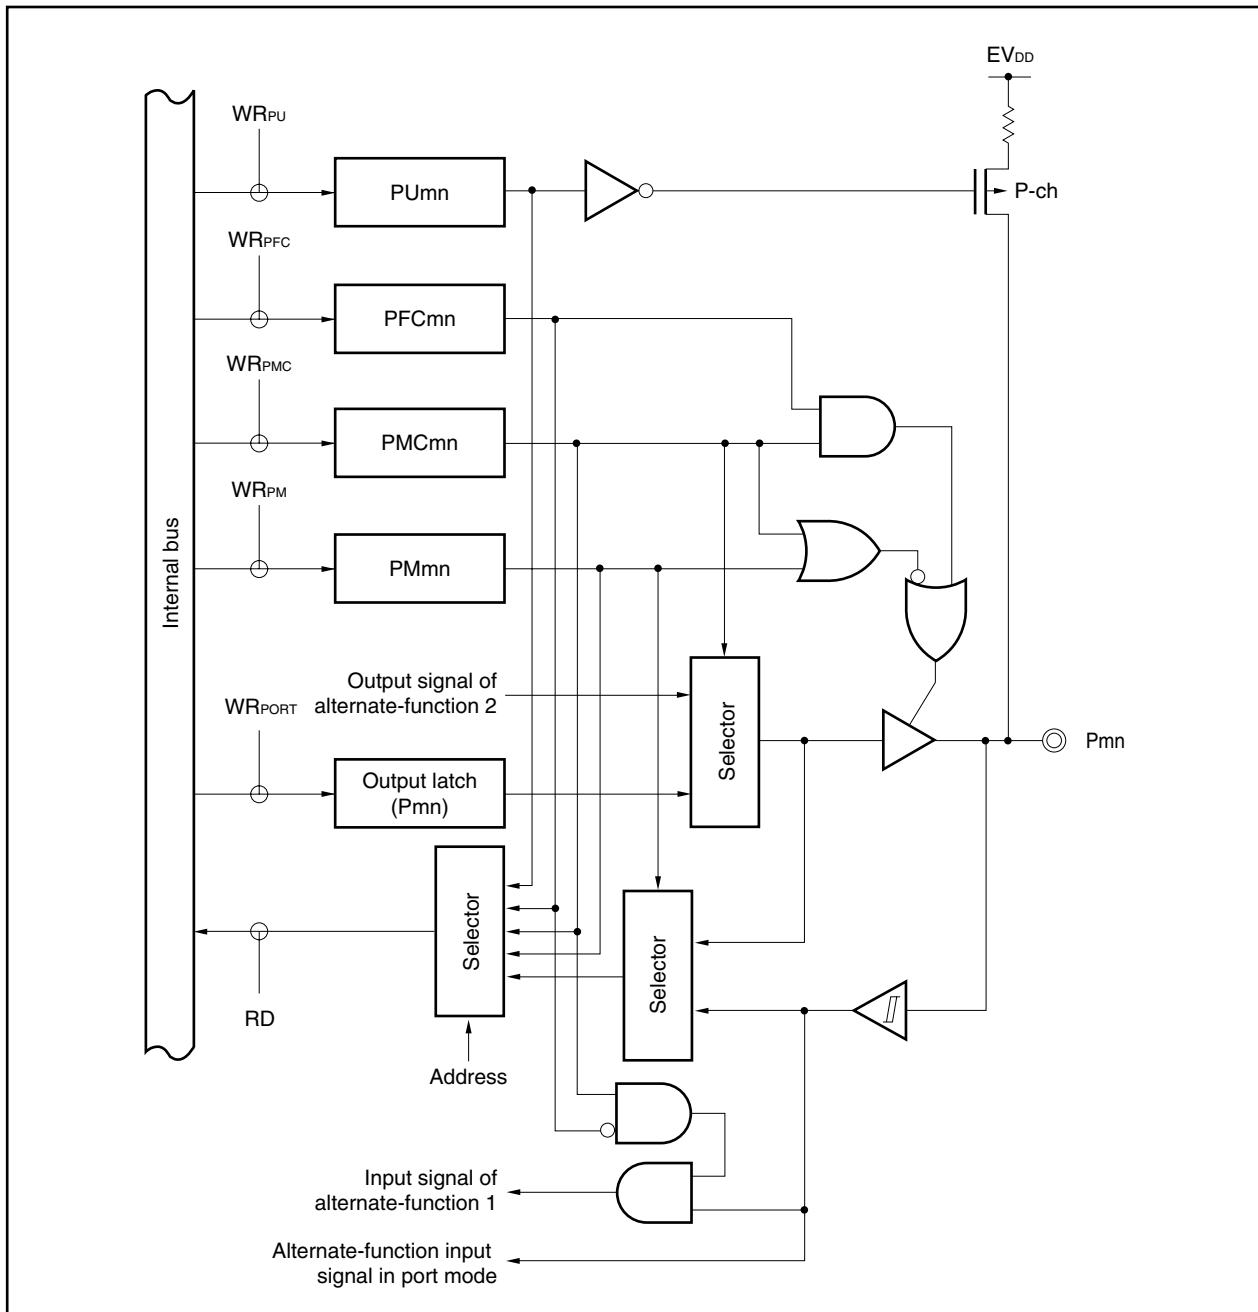 EVDD
WRPU
PUmn
P-ch
WRPFC
PFCmn
WRPMC
PMCmn
WRPM
PMmn
Internal bus
Output signal of
alternate-function 2
Selector
WRPORT
Output latch
(Pmn)
Pmn
Selector
Selector
RD
Address
Input signal of
alternate-function 1
Alternate-function input
signal in port mode